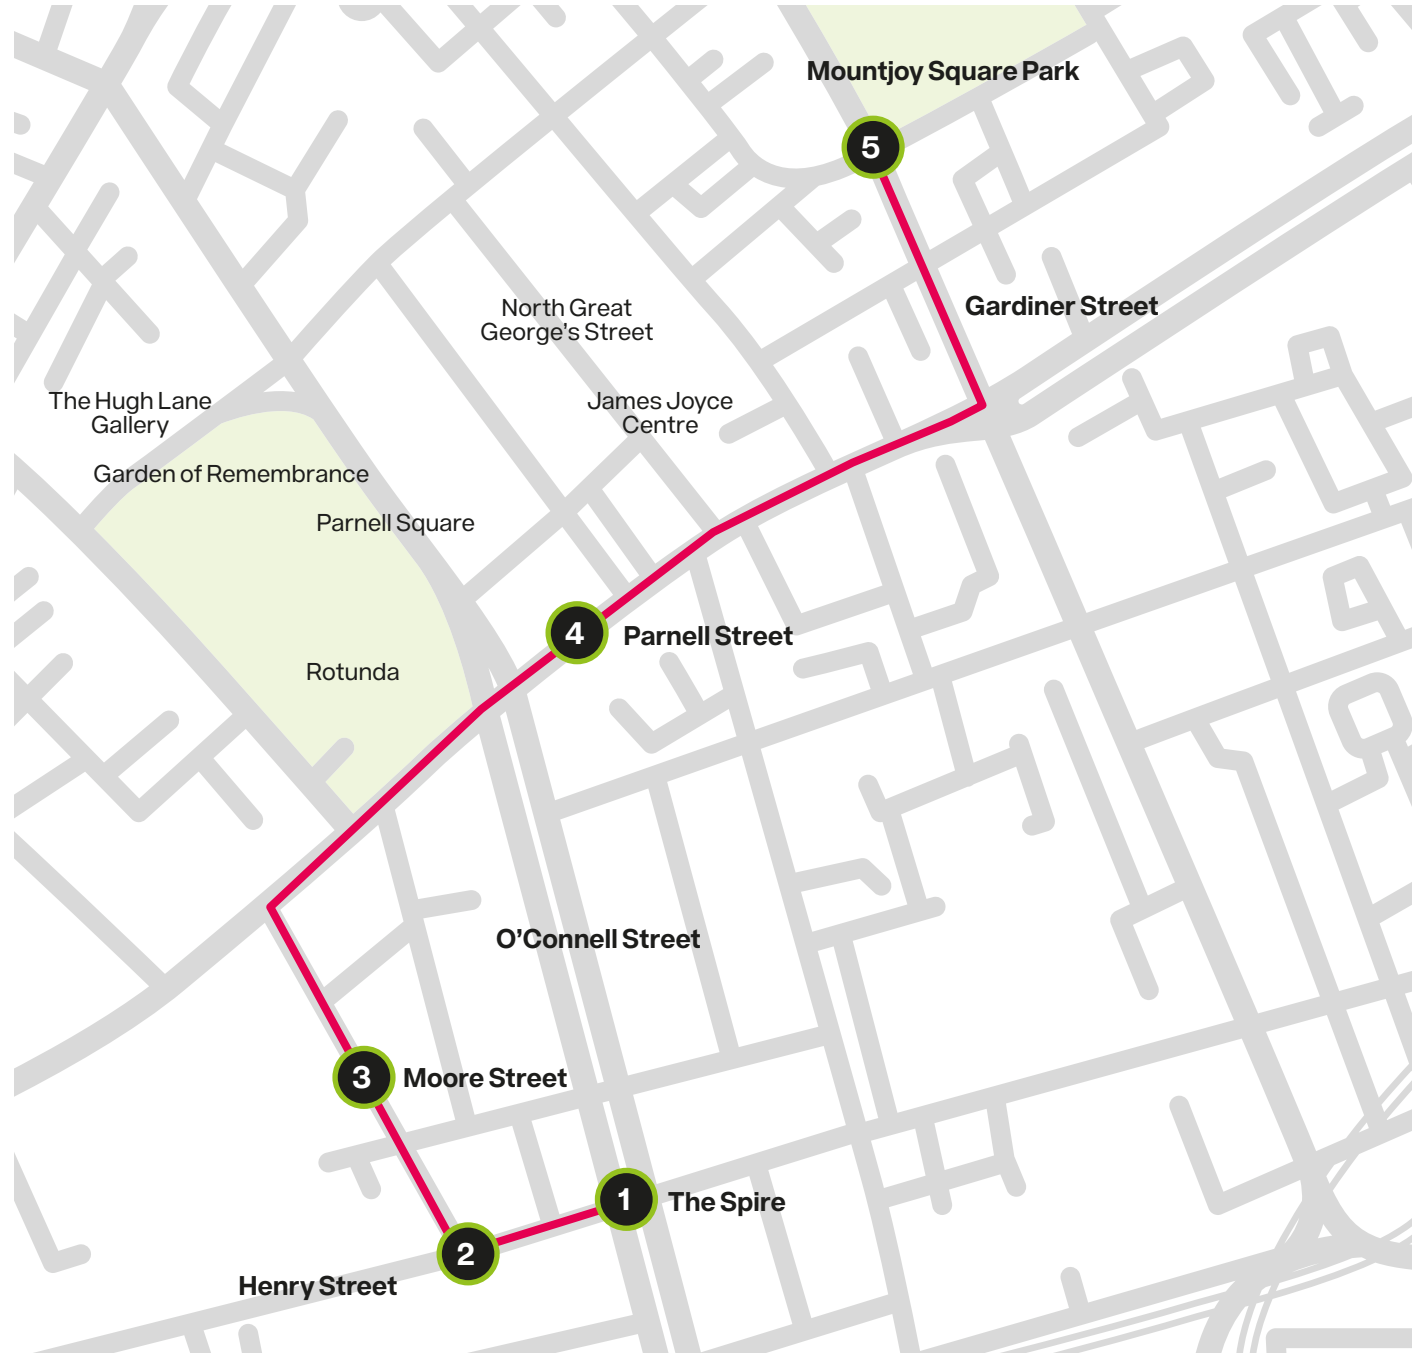 Mountjoy Square Park
5
North Great
George’s Street
Gardiner Street
The Hugh Lane
Gallery
James Joyce
Centre
Garden of Remembrance
Parnell Square
4
Parnell Street
Rotunda
O’Connell Street
3
Moore Street
1
The Spire
2
Henry Street